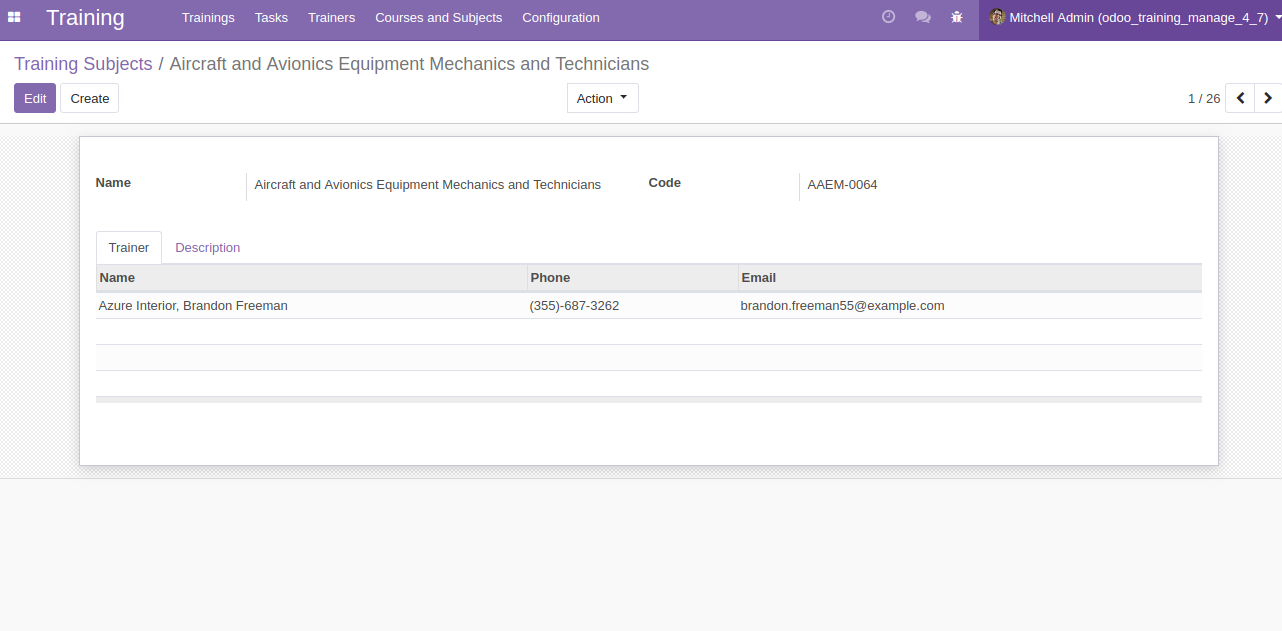 Training Trainings Tasks Trainers Courses and Subjects Configuration Mitchell Admin (odoo_training_manage_4_7)
Training Subjects / Aircraft and Avionics Equipment Mechanics and Technicians
Edit Create Action 1 / 26
Name Aircraft and Avionics Equipment Mechanics and Technicians Code AAEM-0064
Trainer Description
Name Phone Email
Azure Interior, Brandon Freeman (355)-687-3262 brandon.freeman55@example.com